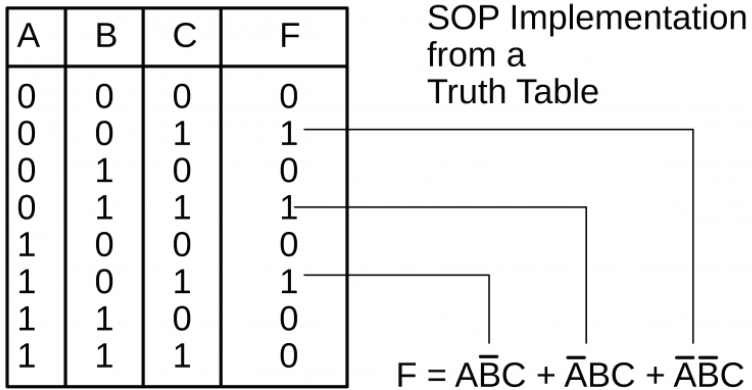 A B C F
0 0 0 0
0 0 1 1
0 1 0 0
0 1 1 1
1 0 0 0
1 0 1 1
1 1 0 0
1 1 1 0
SOP Implementation
from a
Truth Table
F = AB̅C + A̅BC + A̅B̅C